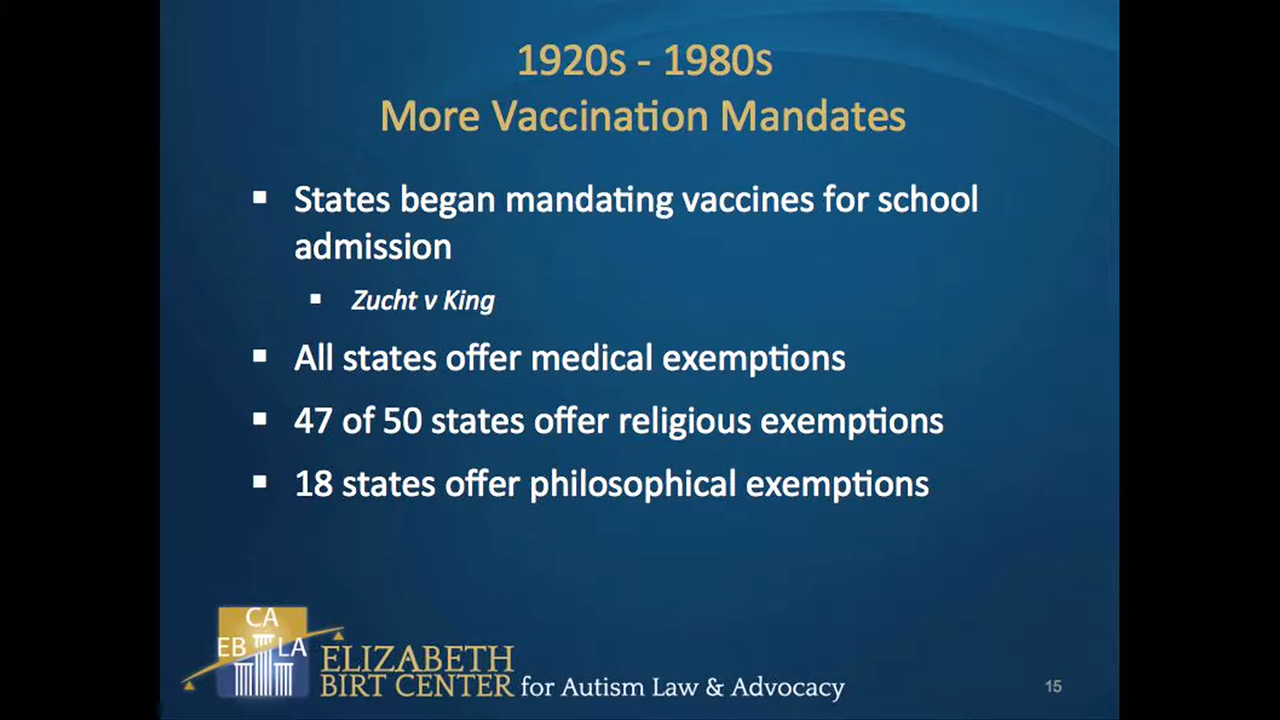 1920s - 1980s
More Vaccination Mandates
▪ States began mandating vaccines for school
admission
▪ Zucht v King
▪ All states offer medical exemptions
▪ 47 of 50 states offer religious exemptions
▪ 18 states offer philosophical exemptions
CA
EB LA
ELIZABETH
BIRT CENTER for Autism Law & Advocacy
15